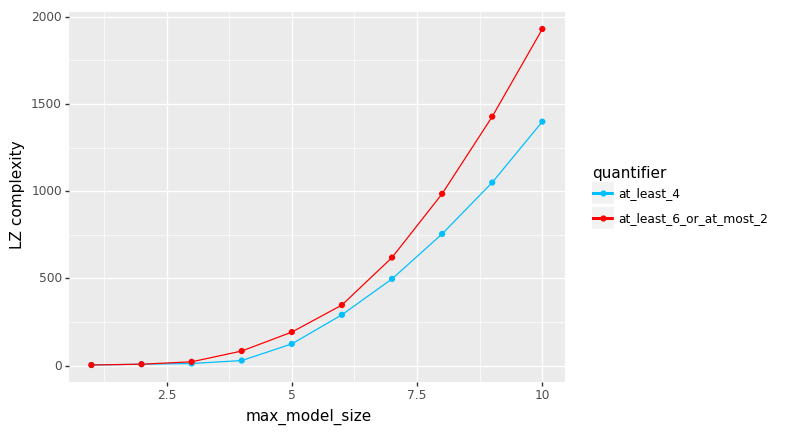 2000
1500
1000
500
0
LZ complexity
2.5
5
7.5
10
max_model_size
quantifier
at_least_4
at_least_6_or_at_most_2